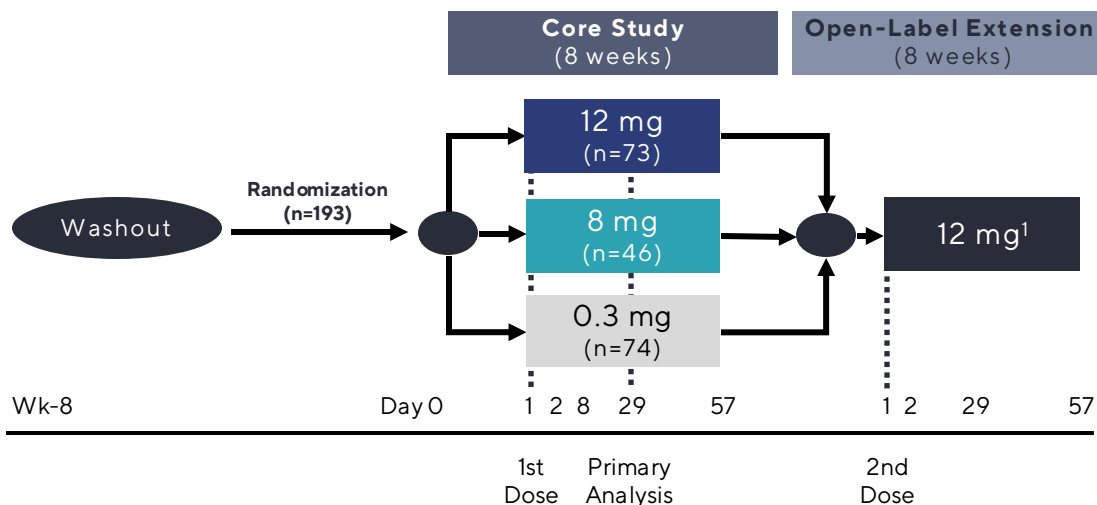 Core Study
(8 weeks)
Open-Label Extension
(8 weeks)
12 mg
(n=73)
Randomization
(n=193)
Washout
8 mg
(n=46)
12 mg¹
0.3 mg
(n=74)
Wk-8 Day 0 1 2 8 29 57 1 2 29 57
1st
Dose
Primary
Analysis
2nd
Dose